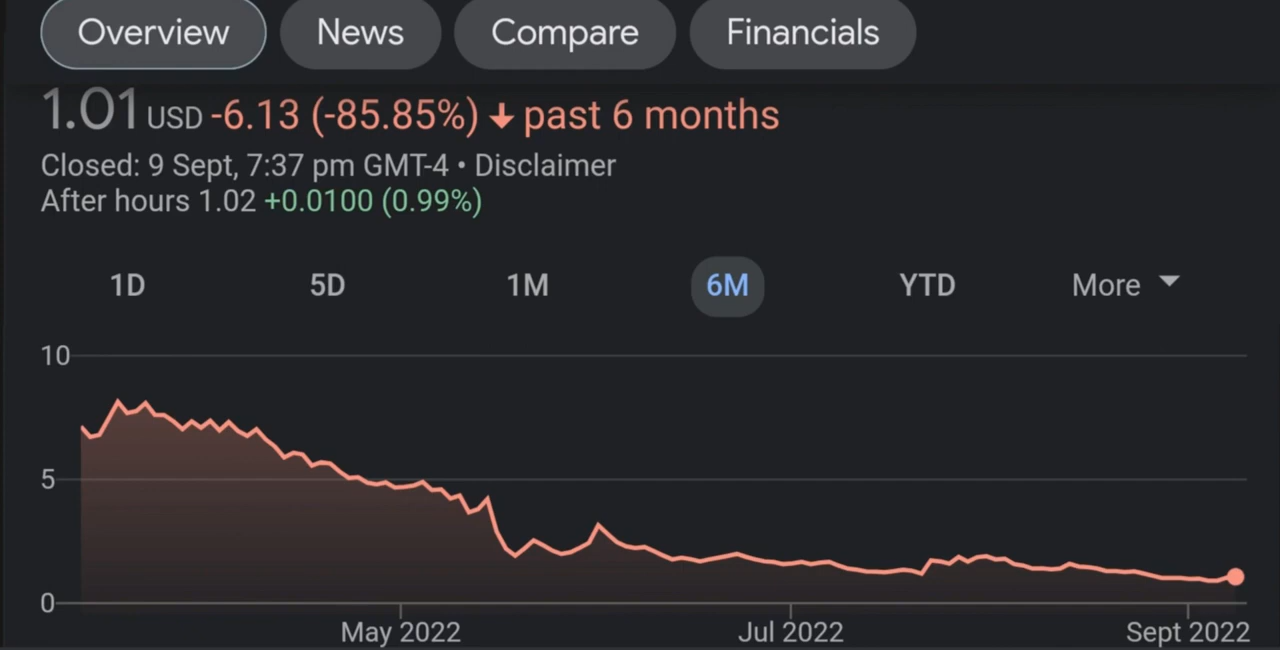 Overview News Compare Financials
1.01 USD -6.13 (-85.85%) ↓ past 6 months
Closed: 9 Sept, 7:37 pm GMT-4 • Disclaimer
After hours 1.02 +0.0100 (0.99%)
1D 5D 1M 6M YTD More
10
5
0
May 2022 Jul 2022 Sept 2022